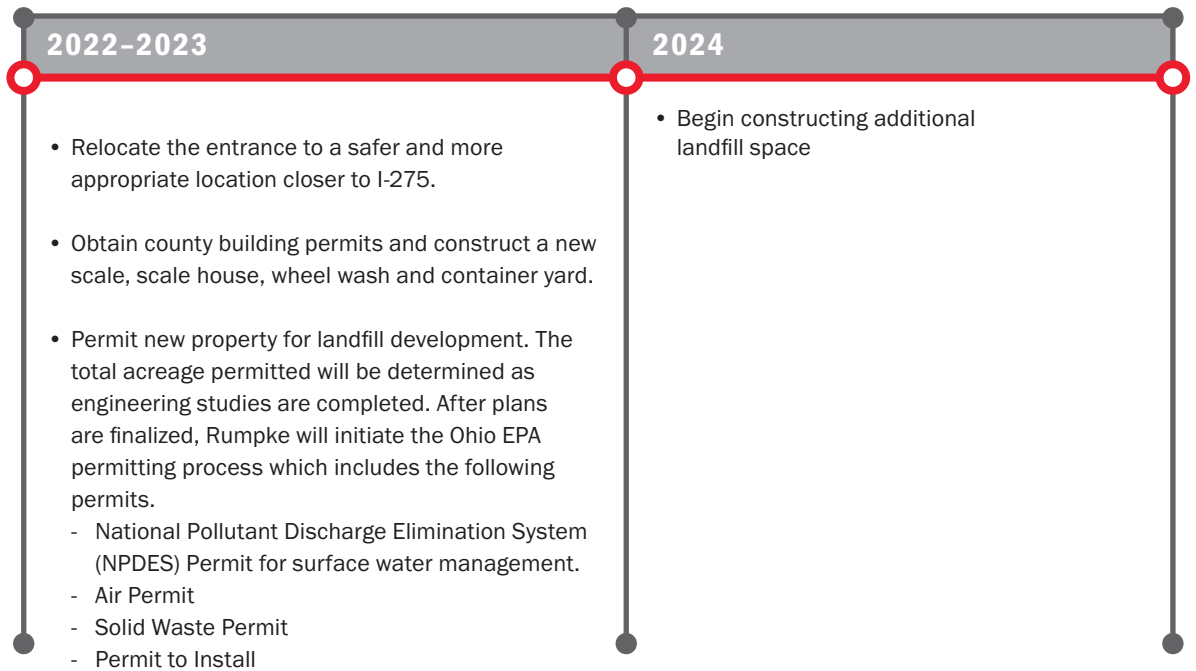 2022–2023
• Relocate the entrance to a safer and more
appropriate location closer to I-275.
• Obtain county building permits and construct a new
scale, scale house, wheel wash and container yard.
• Permit new property for landfill development. The
total acreage permitted will be determined as
engineering studies are completed. After plans
are finalized, Rumpke will initiate the Ohio EPA
permitting process which includes the following
permits.
- National Pollutant Discharge Elimination System
(NPDES) Permit for surface water management.
- Air Permit
- Solid Waste Permit
- Permit to Install
2024
• Begin constructing additional
landfill space